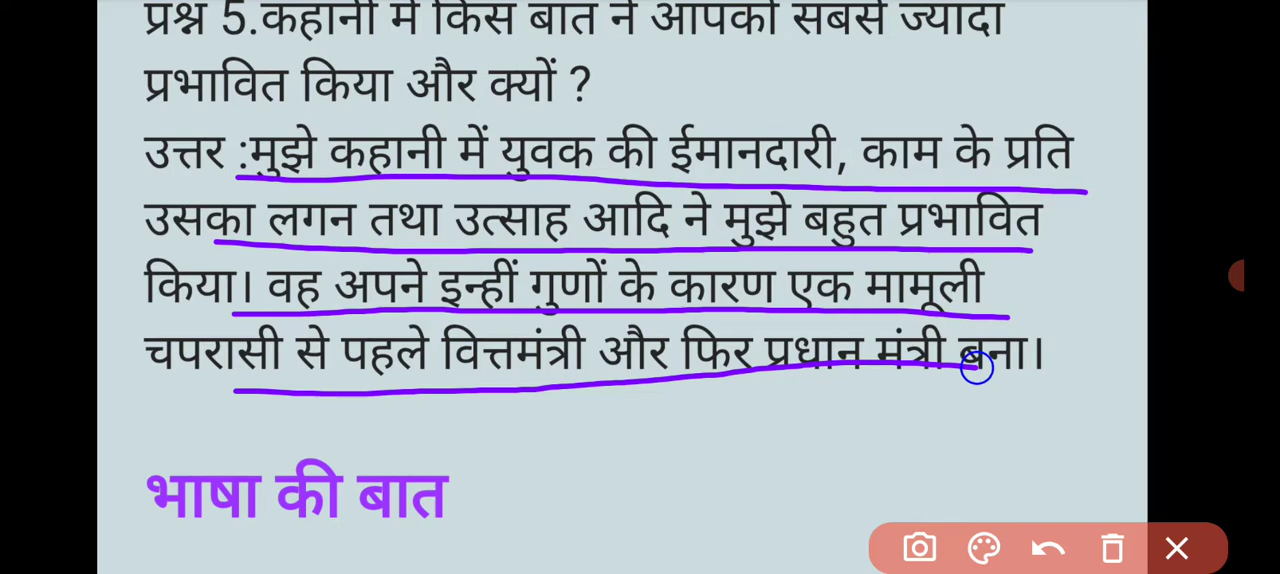 प्रश्न 5.कहानी में किस बात ने आपको सबसे ज्यादा
प्रभावित किया और क्यों ?
उत्तर :मुझे कहानी में युवक की ईमानदारी, काम के प्रति
उसका लगन तथा उत्साह आदि ने मुझे बहुत प्रभावित
किया। वह अपने इन्हीं गुणों के कारण एक मामूली
चपरासी से पहले वित्तमंत्री और फिर प्रधान मंत्री बना।
भाषा की बात